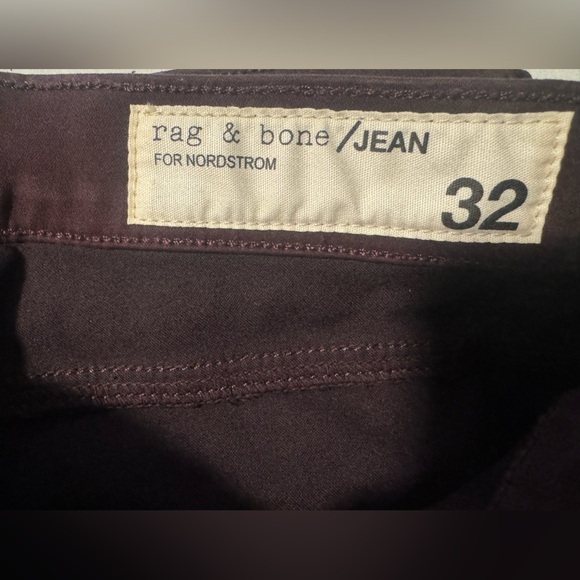 rag & bone /JEAN
FOR NORDSTROM
32